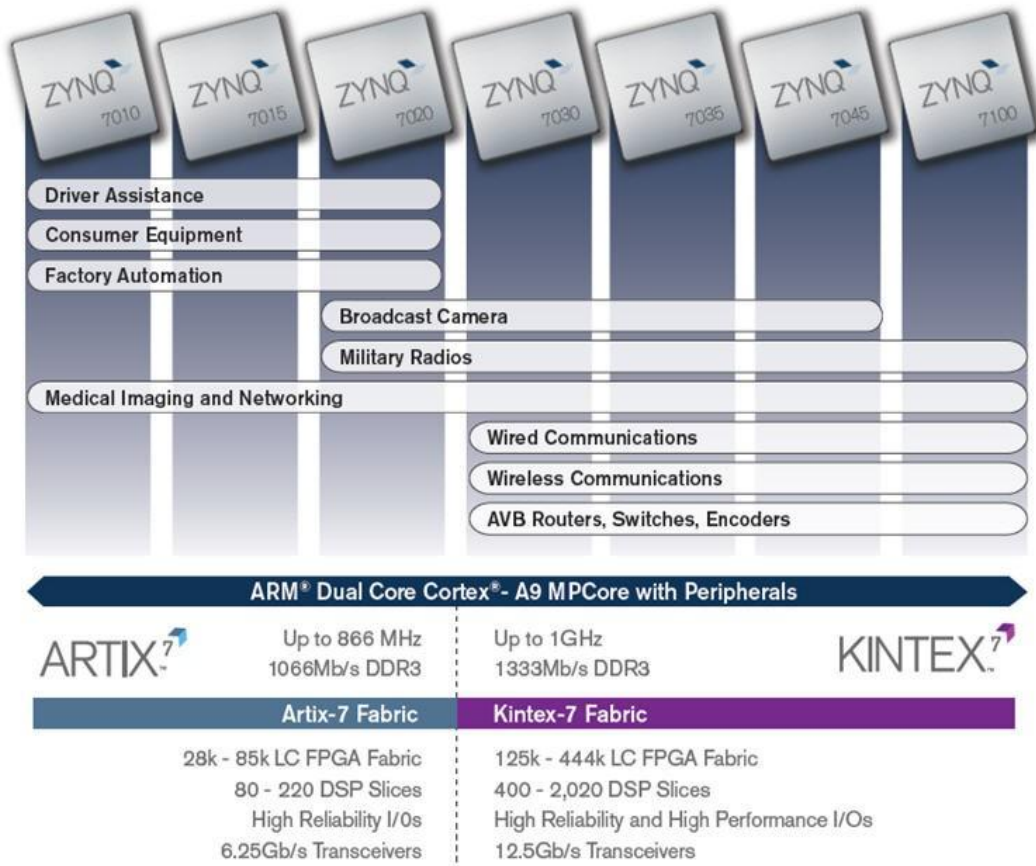 ZYNQ 7010
ZYNQ 7015
ZYNQ 7020
ZYNQ 7030
ZYNQ 7035
ZYNQ 7045
ZYNQ 7100
Driver Assistance
Consumer Equipment
Factory Automation
Broadcast Camera
Military Radios
Medical Imaging and Networking
Wired Communications
Wireless Communications
AVB Routers, Switches, Encoders
ARM® Dual Core Cortex®- A9 MPCore with Peripherals
ARTIX™7
Up to 866 MHz
1066Mb/s DDR3
Up to 1GHz
1333Mb/s DDR3
KINTEX™7
Artix-7 Fabric
Kintex-7 Fabric
28k - 85k LC FPGA Fabric
80 - 220 DSP Slices
High Reliability I/0s
6.25Gb/s Transceivers
125k - 444k LC FPGA Fabric
400 - 2,020 DSP Slices
High Reliability and High Performance I/Os
12.5Gb/s Transceivers